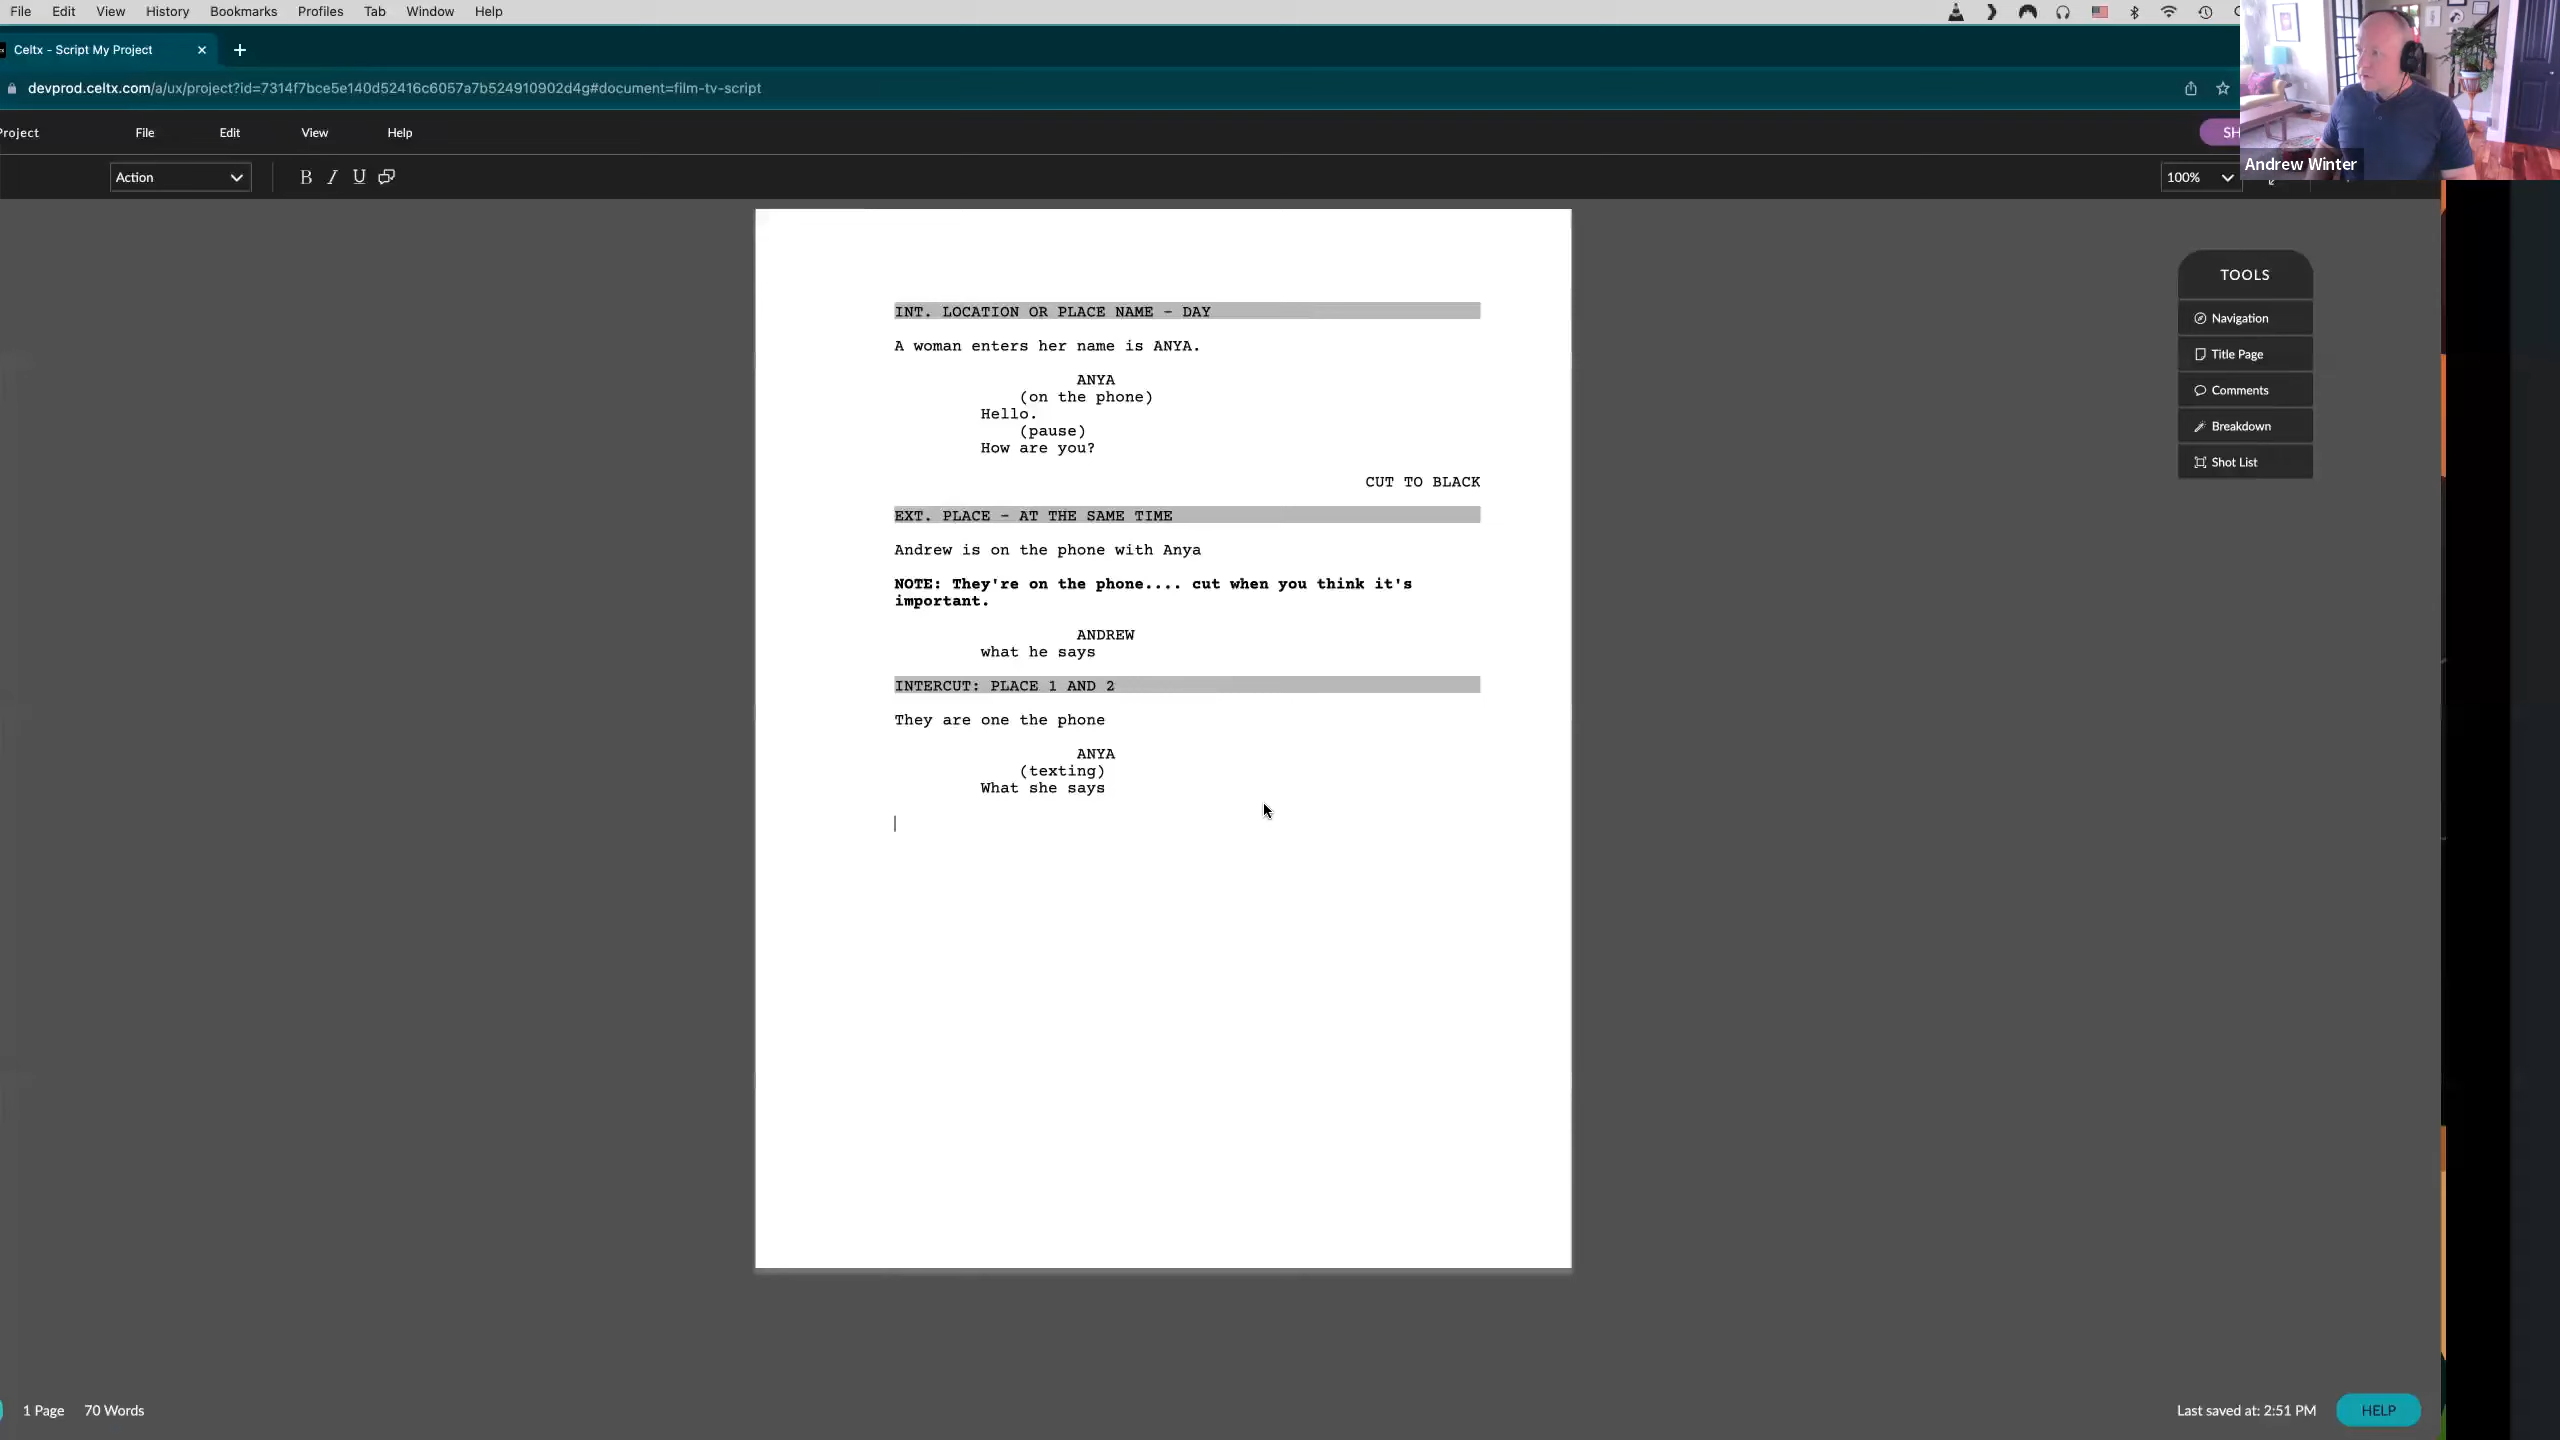 File Edit View History Bookmarks Profiles Tab Window Help
Celtx - Script My Project
devprod.celtx.com/a/ux/project?id=7314f7bce5e140d52416c6057a7b524910902d4g#document=film-tv-script
Project File Edit View Help
SH
Andrew Winter
Action B I U 100%
TOOLS
Navigation
Title Page
Comments
Breakdown
Shot List
INT. LOCATION OR PLACE NAME - DAY
A woman enters her name is ANYA.
ANYA
(on the phone)
Hello.
(pause)
How are you?
CUT TO BLACK
EXT. PLACE - AT THE SAME TIME
Andrew is on the phone with Anya
NOTE: They're on the phone.... cut when you think it's
important.
ANDREW
what he says
INTERCUT: PLACE 1 AND 2
They are one the phone
ANYA
(texting)
What she says
1 Page 70 Words
Last saved at: 2:51 PM HELP